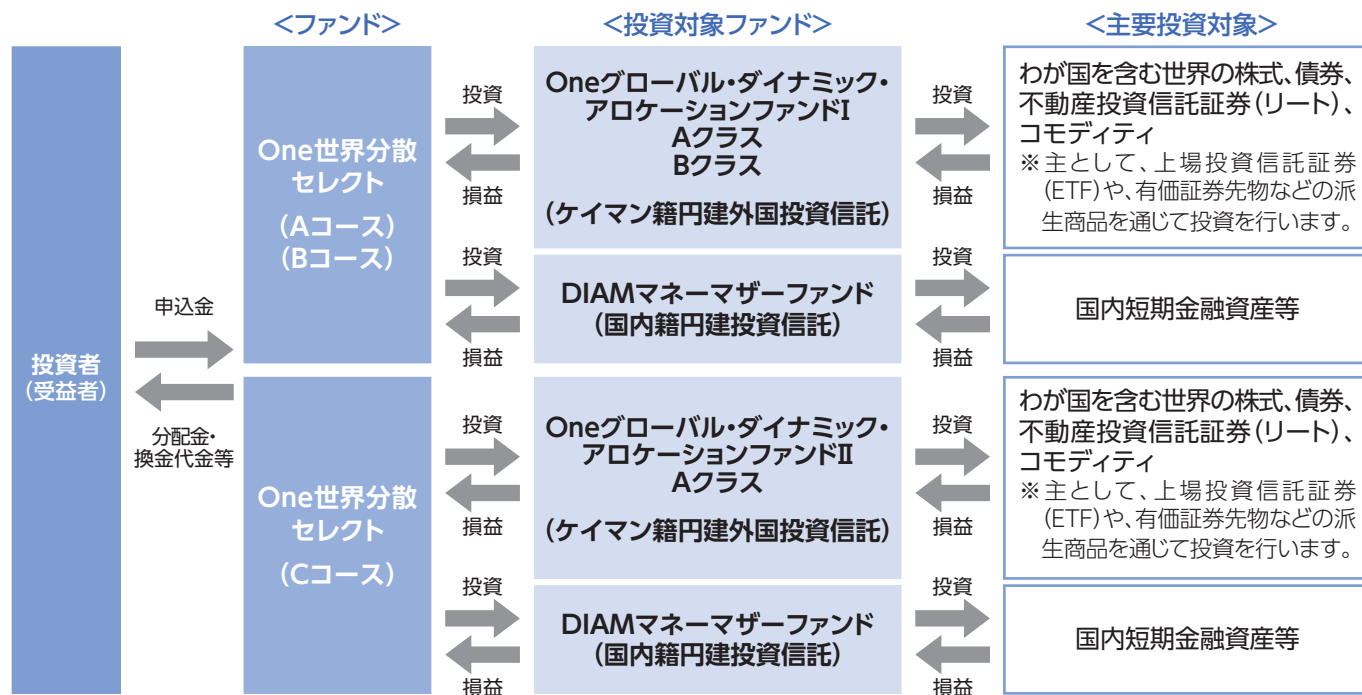 <ファンド>
<投資対象ファンド>
<主要投資対象>
投資者
(受益者)
申込金
分配金・
換金代金等
One世界分散
セレクト
(Aコース)
(Bコース)
投資
損益
投資
損益
Oneグローバル・ダイナミック・
アロケーションファンドI
Aクラス
Bクラス
(ケイマン籍円建外国投資信託)
投資
損益
わが国を含む世界の株式、債券、
不動産投資信託証券(リート)、
コモディティ
※主として、上場投資信託証券
(ETF)や、有価証券先物などの派
生商品を通じて投資を行います。
DIAMマネーマザーファンド
(国内籍円建投資信託)
投資
損益
国内短期金融資産等
One世界分散
セレクト
(Cコース)
投資
損益
投資
損益
Oneグローバル・ダイナミック・
アロケーションファンドII
Aクラス
(ケイマン籍円建外国投資信託)
投資
損益
わが国を含む世界の株式、債券、
不動産投資信託証券(リート)、
コモディティ
※主として、上場投資信託証券
(ETF)や、有価証券先物などの派
生商品を通じて投資を行います。
DIAMマネーマザーファンド
(国内籍円建投資信託)
投資
損益
国内短期金融資産等